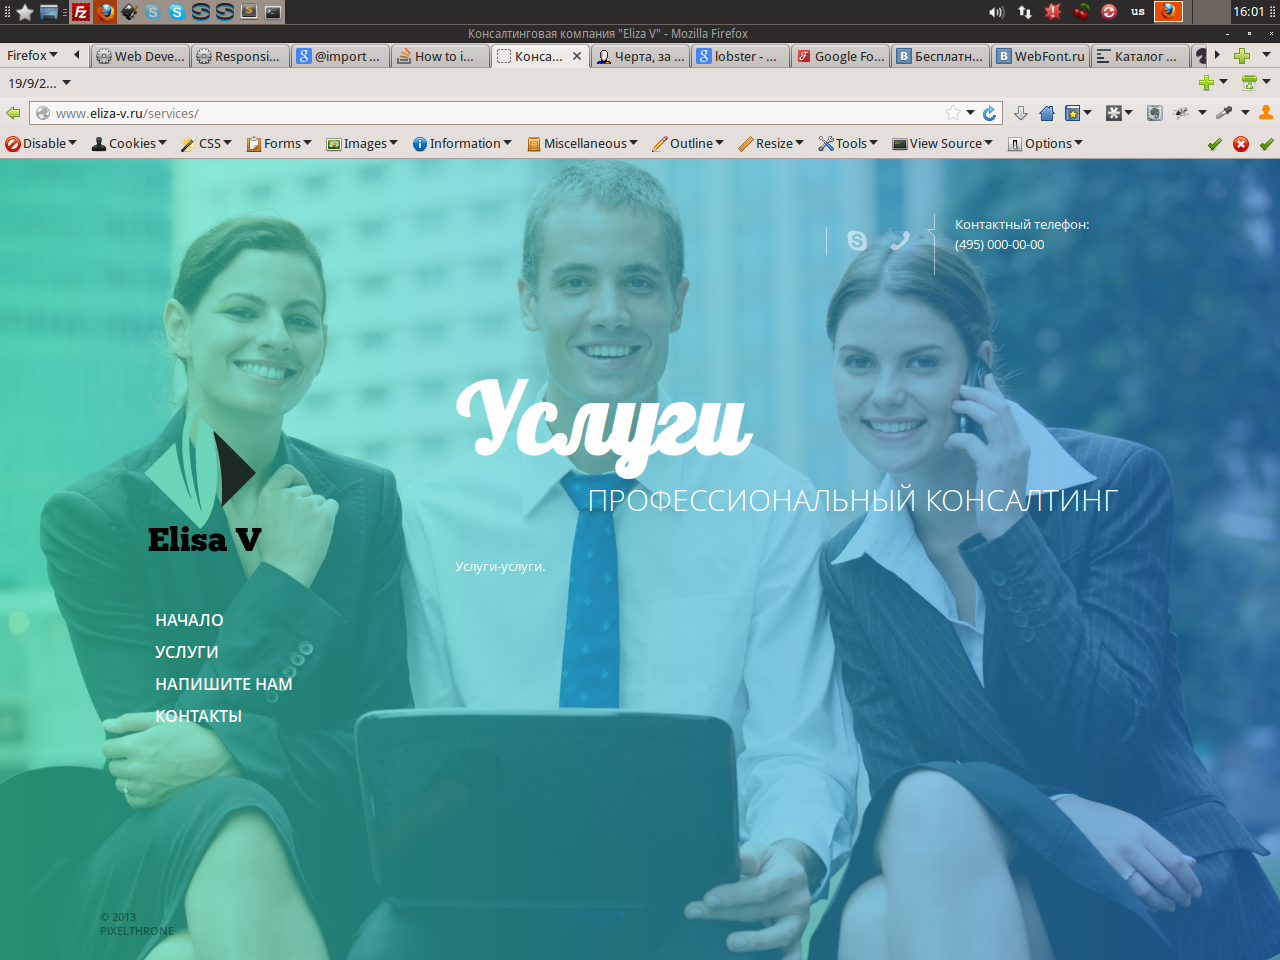 us
16:01
Консалтинговая компания "Eliza V" - Mozilla Firefox
Firefox
Web Deve...
Responsi...
@import ...
How to i...
Конса...
Черта, за ...
lobster - ...
Google Fo...
Бесплатн...
WebFont.ru
Каталог ...
19/9/2...
www.eliza-v.ru/services/
Disable
Cookies
CSS
Forms
Images
Information
Miscellaneous
Outline
Resize
Tools
View Source
Options
Контактный телефон:
(495) 000-00-00
Услуги
ПРОФЕССИОНАЛЬНЫЙ КОНСАЛТИНГ
Elisa V
Услуги-услуги.
НАЧАЛО
УСЛУГИ
НАПИШИТЕ НАМ
КОНТАКТЫ
© 2013
PIXELTHRONE